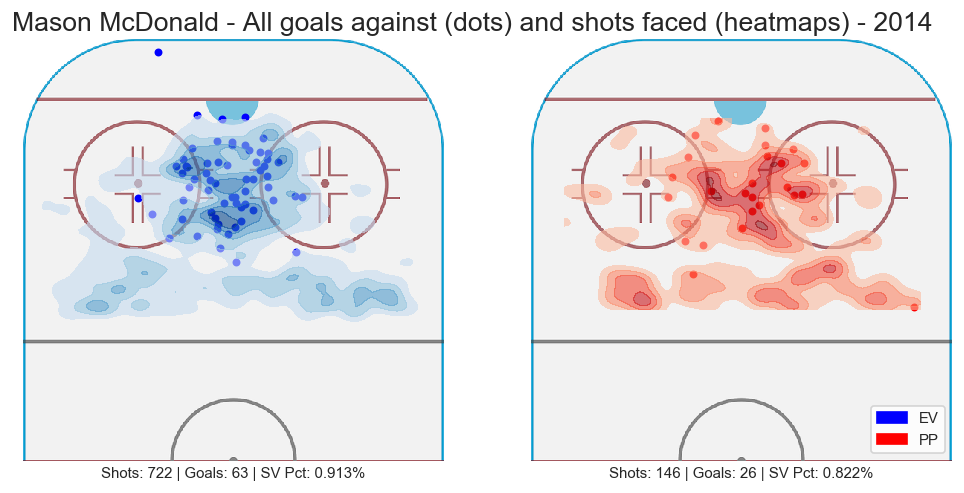 Mason McDonald - All goals against (dots) and shots faced (heatmaps) - 2014
EV
PP
Shots: 722 | Goals: 63 | SV Pct: 0.913%
Shots: 146 | Goals: 26 | SV Pct: 0.822%